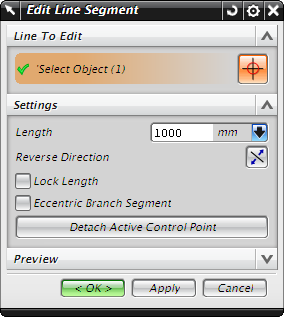 Edit Line Segment
Line To Edit
*Select Object (1)
Settings
Length 1000 mm
Reverse Direction
Lock Length
Eccentric Branch Segment
Detach Active Control Point
Preview
< OK > Apply Cancel